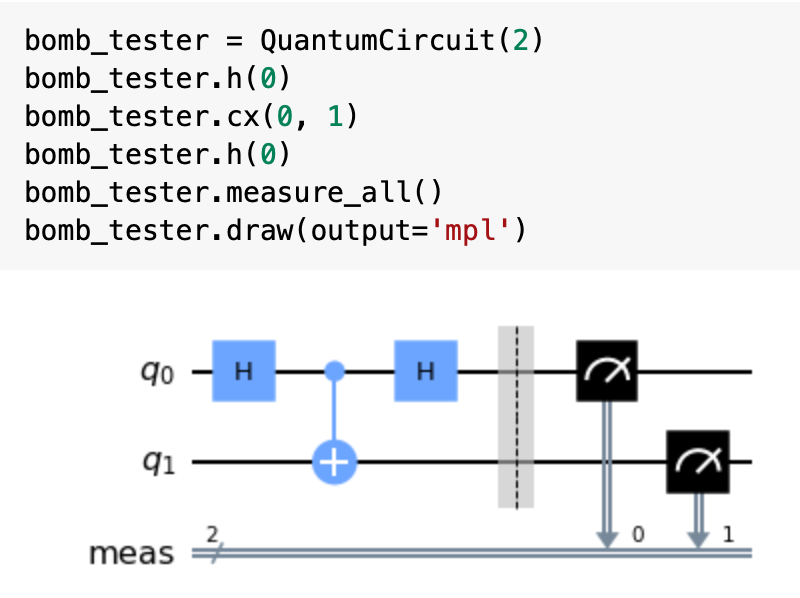 bomb_tester = QuantumCircuit(2)
bomb_tester.h(0)
bomb_tester.cx(0, 1)
bomb_tester.h(0)
bomb_tester.measure_all()
bomb_tester.draw(output='mpl')
q0 H H
q1
meas 2 0 1